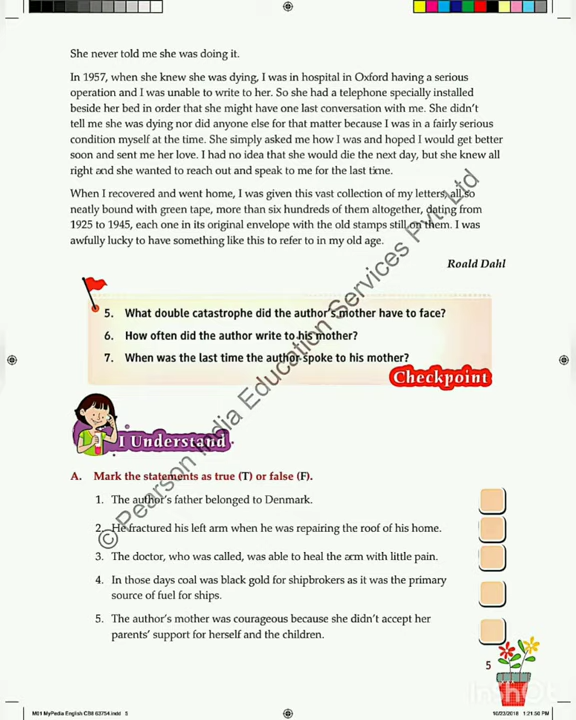 She never told me she was doing it.
In 1957, when she knew she was dying, I was in hospital in Oxford having a serious
operation and I was unable to write to her. So she had a telephone specially installed
beside her bed in order that she might have one last conversation with me. She didn't
tell me she was dying nor did anyone else for that matter because I was in a fairly serious
condition myself at the time. She simply asked me how I was and hoped I would get better
soon and sent me her love. I had no idea that she would die the next day, but she knew all
right and she wanted to reach out and speak to me for the last time.
When I recovered and went home, I was given this vast collection of my letters, all so
neatly bound with green tape, more than six hundreds of them altogether, dating from
1925 to 1945, each one in its original envelope with the old stamps still on them. I was
awfully lucky to have something like this to refer to in my old age.
Roald Dahl
5. What double catastrophe did the author's mother have to face?
6. How often did the author write to his mother?
7. When was the last time the author spoke to his mother?
Checkpoint
I Understand
A. Mark the statements as true (T) or false (F).
1. The author's father belonged to Denmark.
2. He fractured his left arm when he was repairing the roof of his home.
3. The doctor, who was called, was able to heal the arm with little pain.
4. In those days coal was black gold for shipbrokers as it was the primary
source of fuel for ships.
5. The author's mother was courageous because she didn't accept her
parents' support for herself and the children.
5
© Pearson India Education Services Pvt. Ltd
InShOt
M01 MyPedia English CBM 63754.indd 5
10/23/2018 1:21:56 PM